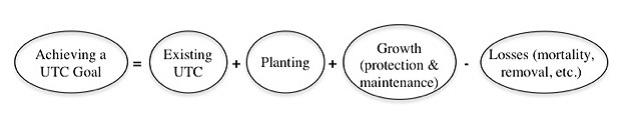 Achieving a
UTC Goal
=
Existing
UTC
+
Planting
+
Growth
(protection &
maintenance)
-
Losses (mortality,
removal, etc.)